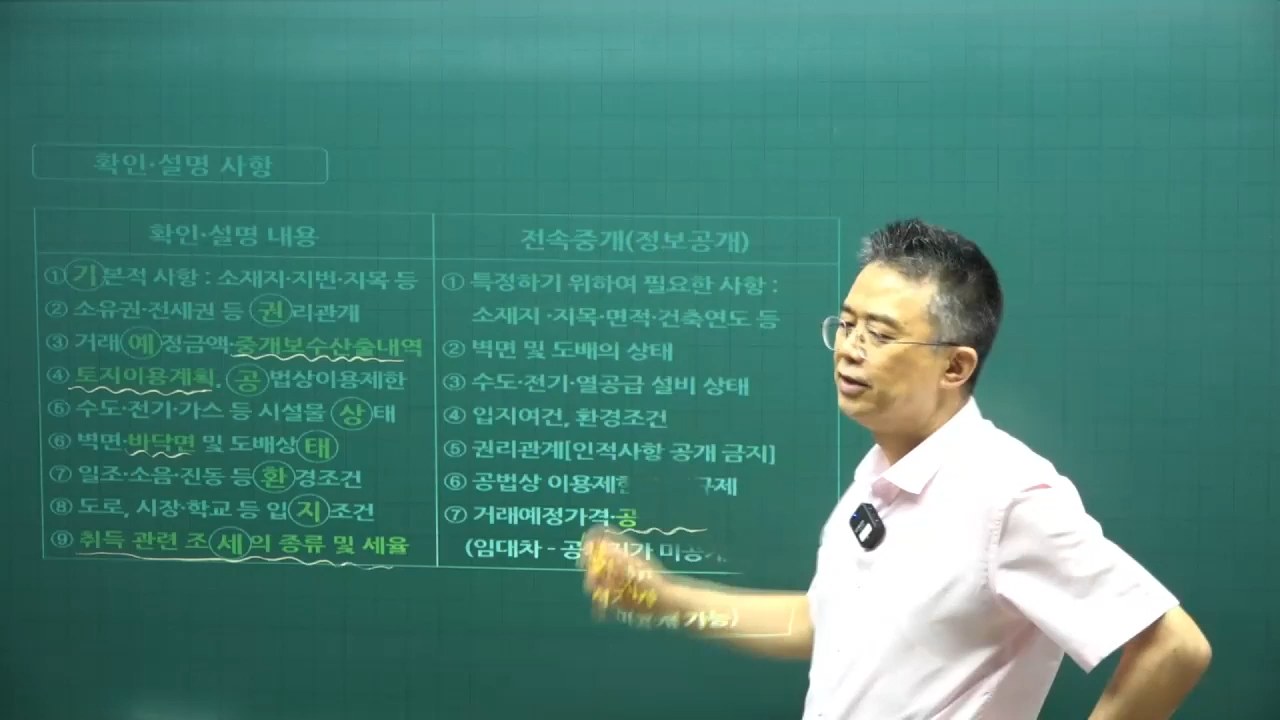 확인·설명 사항
확인·설명 내용
① 기본적 사항 : 소재지·지번·지목 등
② 소유권·전세권 등 권리관계
③ 거래예정금액·중개보수산출내역
④ 토지이용계획, 공법상이용제한
⑤ 수도·전기·가스 등 시설물 상태
⑥ 벽면·바닥면 및 도배상태
⑦ 일조·소음·진동 등 환경조건
⑧ 도로, 시장·학교 등 입지조건
⑨ 취득 관련 조세의 종류 및 세율
전속중개(정보공개)
① 특정하기 위하여 필요한 사항 :
소재지 ·지목·면적·건축연도 등
② 벽면 및 도배의 상태
③ 수도·전기·열공급 설비 상태
④ 입지여건, 환경조건
⑤ 권리관계[인적사항 공개 금지]
⑥ 공법상 이용제한
⑦ 거래예정가격·공
(임대차 -
가능)